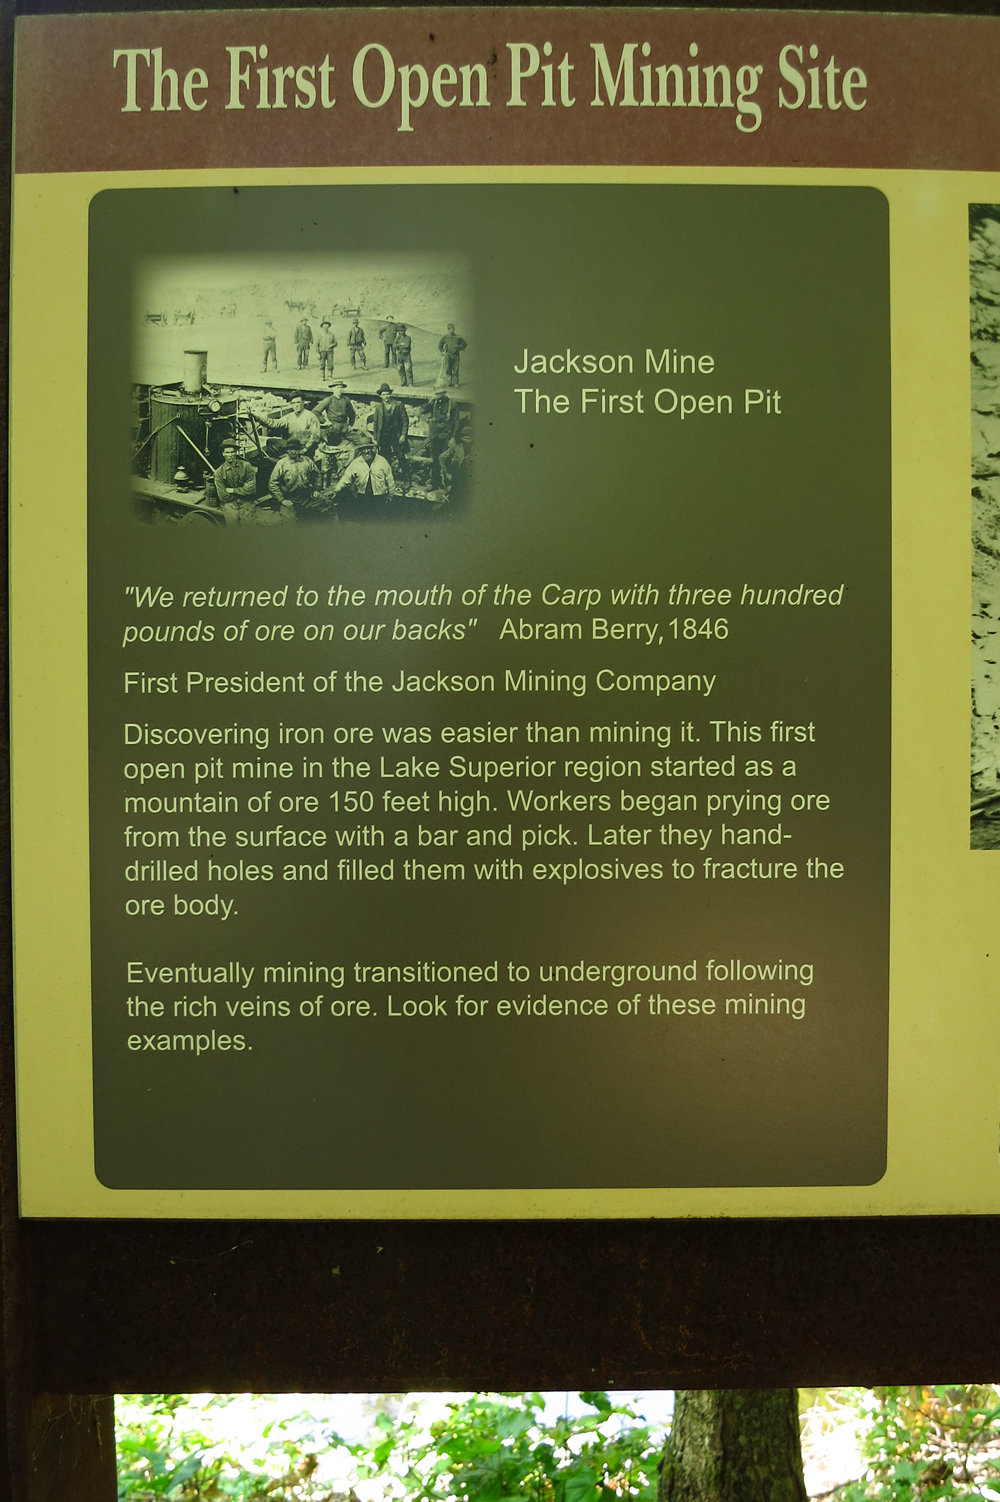 The First Open Pit Mining Site
Jackson Mine
The First Open Pit
"We returned to the mouth of the Carp with three hundred
pounds of ore on our backs" Abram Berry,1846
First President of the Jackson Mining Company
Discovering iron ore was easier than mining it. This first
open pit mine in the Lake Superior region started as a
mountain of ore 150 feet high. Workers began prying ore
from the surface with a bar and pick. Later they hand-
drilled holes and filled them with explosives to fracture the
ore body.
Eventually mining transitioned to underground following
the rich veins of ore. Look for evidence of these mining
examples.